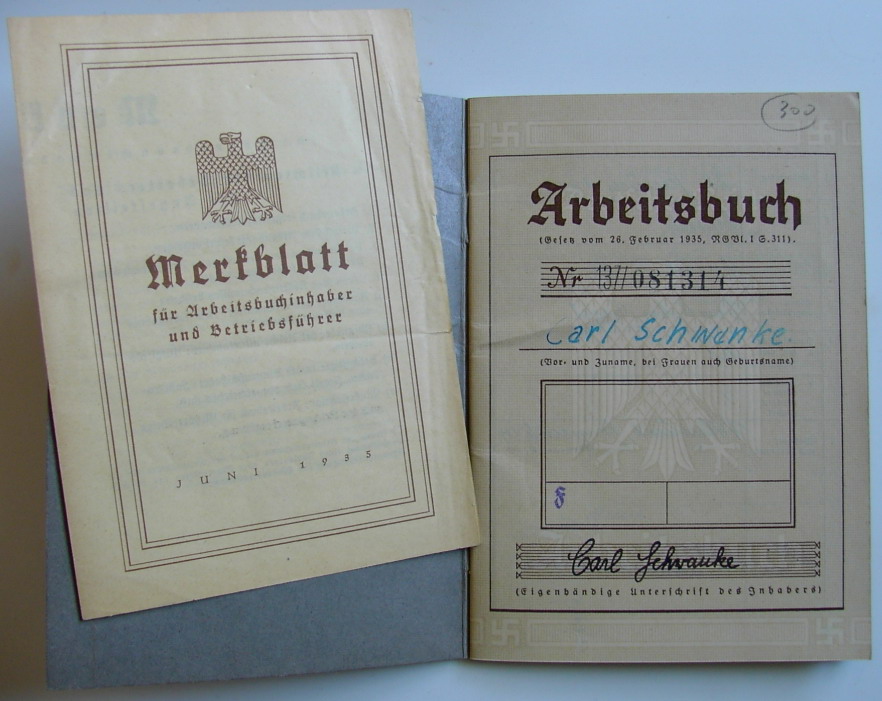 Merkblatt
für Arbeitsbuchinhaber
und Betriebsführer
JUNI 1935
300
Arbeitsbuch
(Gesetz vom 26. Februar 1935, RGBl. I S.311).
Nr 137/081314
Carl Schwanke.
(Vor- und Zuname, bei Frauen auch Geburtsname)
F
Carl Schwanke
(Eigenhändige Unterschrift des Inhabers)